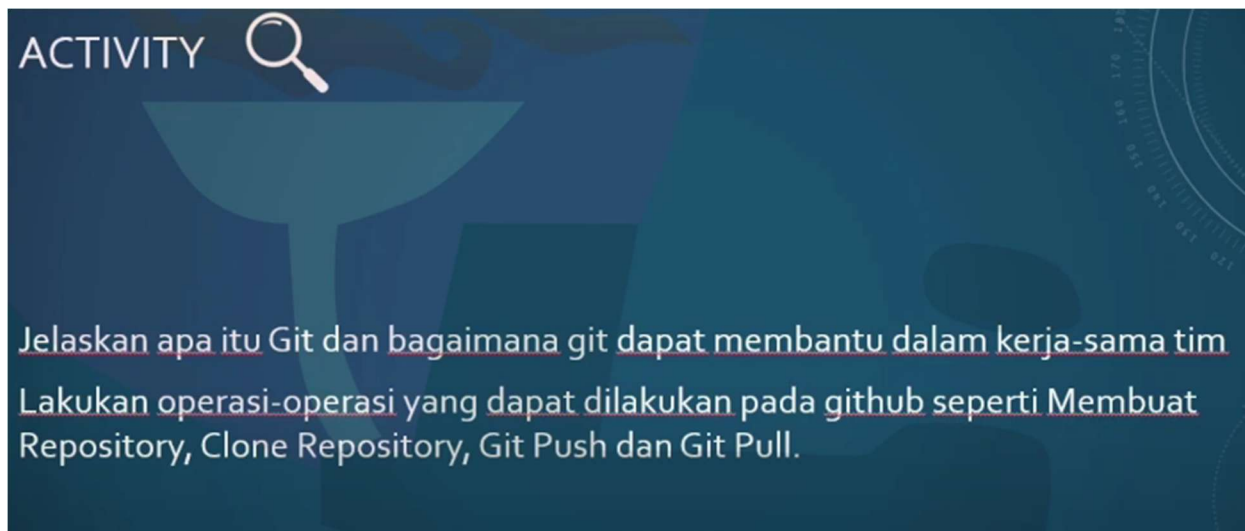 ACTIVITY
Jelaskan apa itu Git dan bagaimana git dapat membantu dalam kerja-sama tim
Lakukan operasi-operasi yang dapat dilakukan pada github seperti Membuat
Repository, Clone Repository, Git Push dan Git Pull.